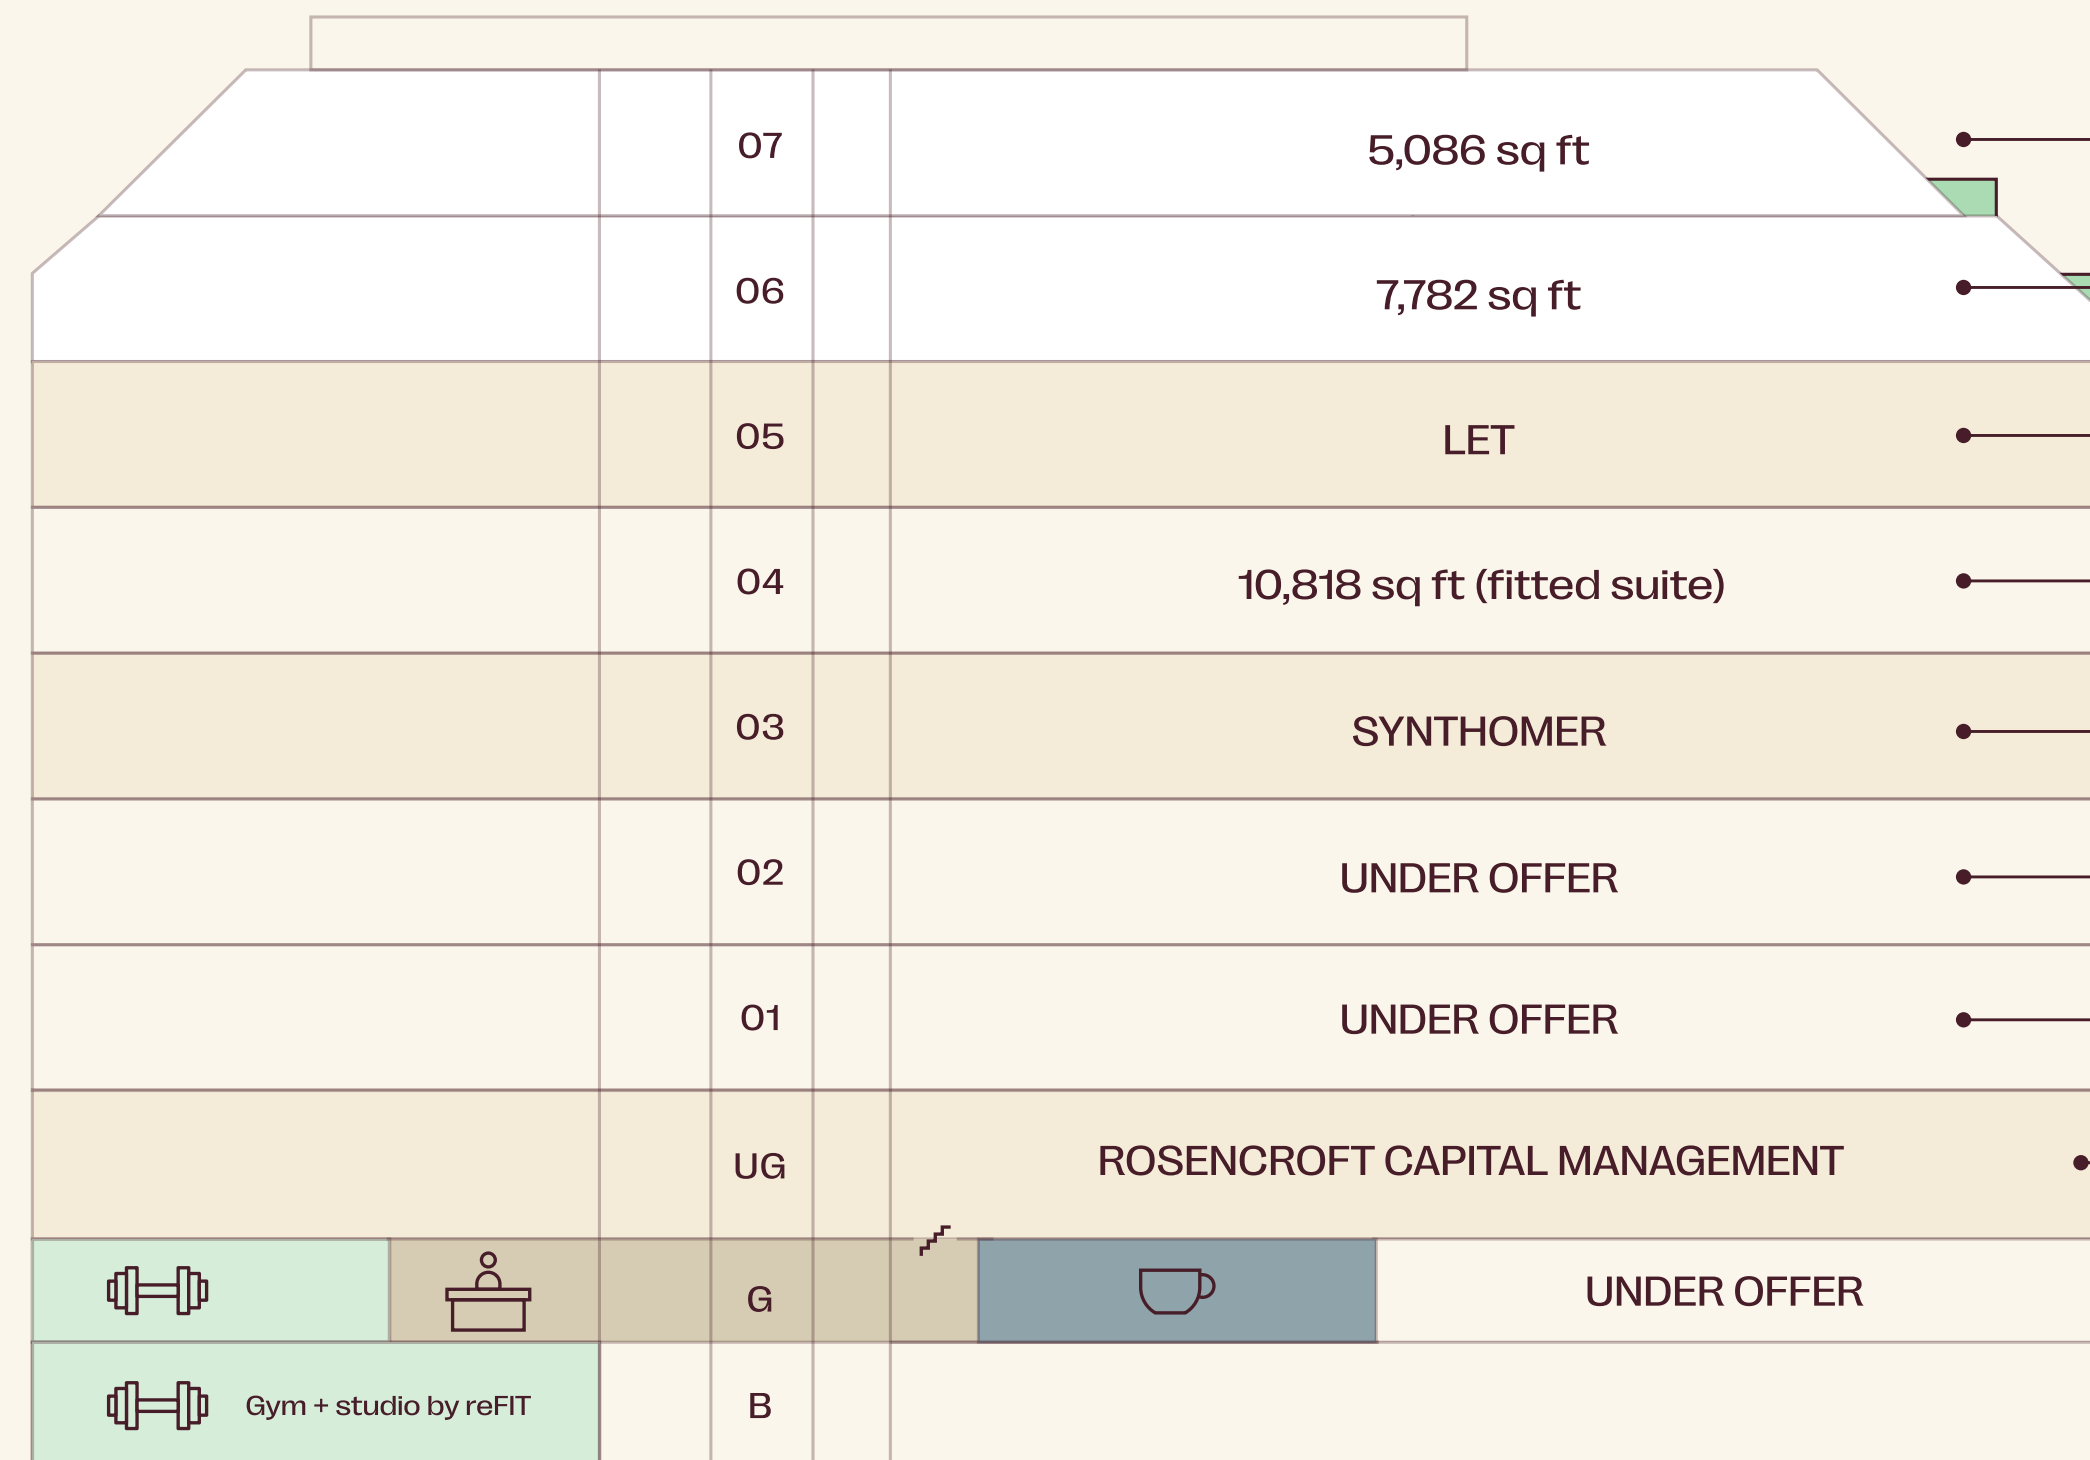 07 5,086 sq ft
06 7,782 sq ft
05 LET
04 10,818 sq ft (fitted suite)
03 SYNTHOMER
02 UNDER OFFER
01 UNDER OFFER
UG ROSENCROFT CAPITAL MANAGEMENT
G UNDER OFFER
Gym + studio by reFIT B